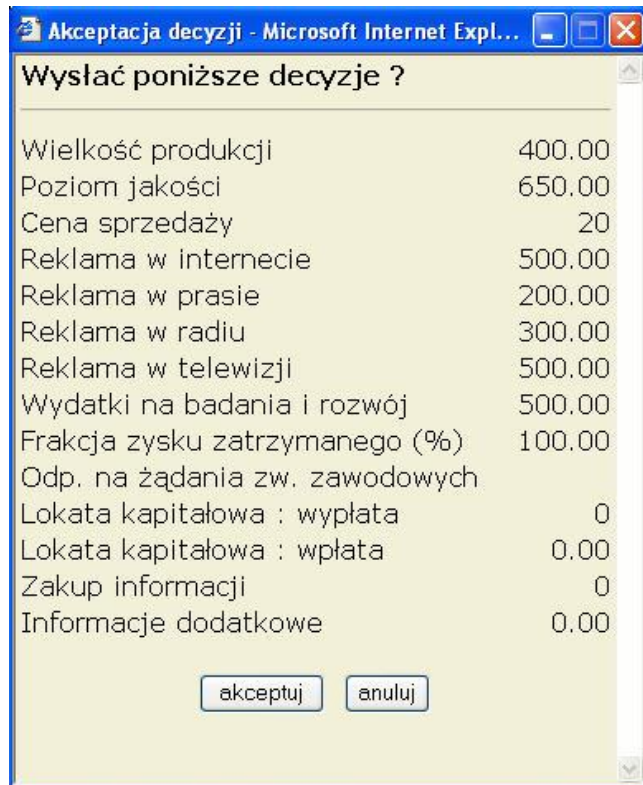 Akceptacja decyzji - Microsoft Internet Expl...
Wysłać poniższe decyzje ?
Wielkość produkcji 400.00
Poziom jakości 650.00
Cena sprzedaży 20
Reklama w internecie 500.00
Reklama w prasie 200.00
Reklama w radiu 300.00
Reklama w telewizji 500.00
Wydatki na badania i rozwój 500.00
Frakcja zysku zatrzymanego (%) 100.00
Odp. na żądania zw. zawodowych
Lokata kapitałowa : wypłata 0
Lokata kapitałowa : wpłata 0.00
Zakup informacji 0
Informacje dodatkowe 0.00
akceptuj anuluj